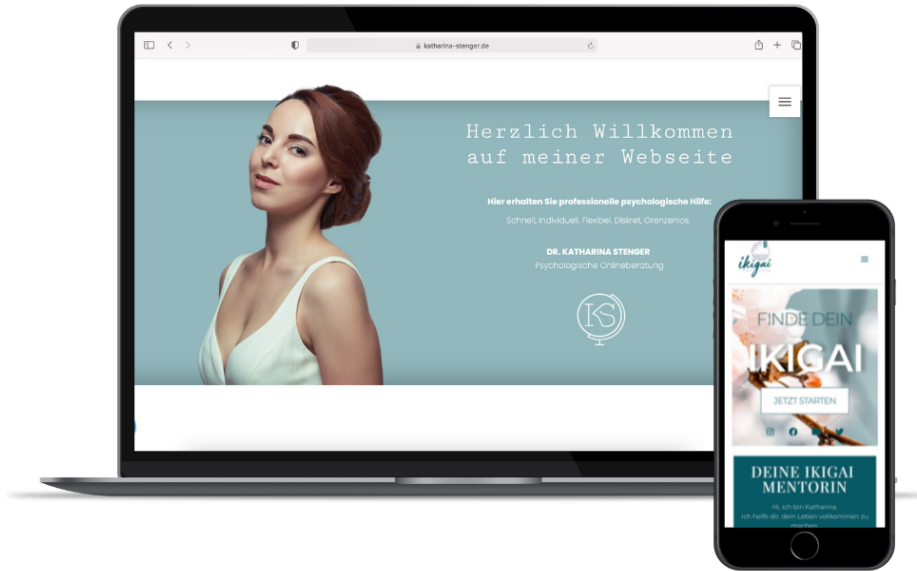 katharina-stenger.de
Herzlich Willkommen
auf meiner Webseite
Hier erhalten Sie professionelle psychologische Hilfe:
Schnell, Individuell, Flexibel, Diskret, Grenzenlos.
DR. KATHARINA STENGER
Psychologische Onlineberatung
KS
ikigai
FINDE DEIN
IKIGAI
JETZT STARTEN
DEINE IKIGAI
MENTORIN
Hi, ich bin Katharina.
Ich helfe dir, dein Leben vollkommen zu
machen